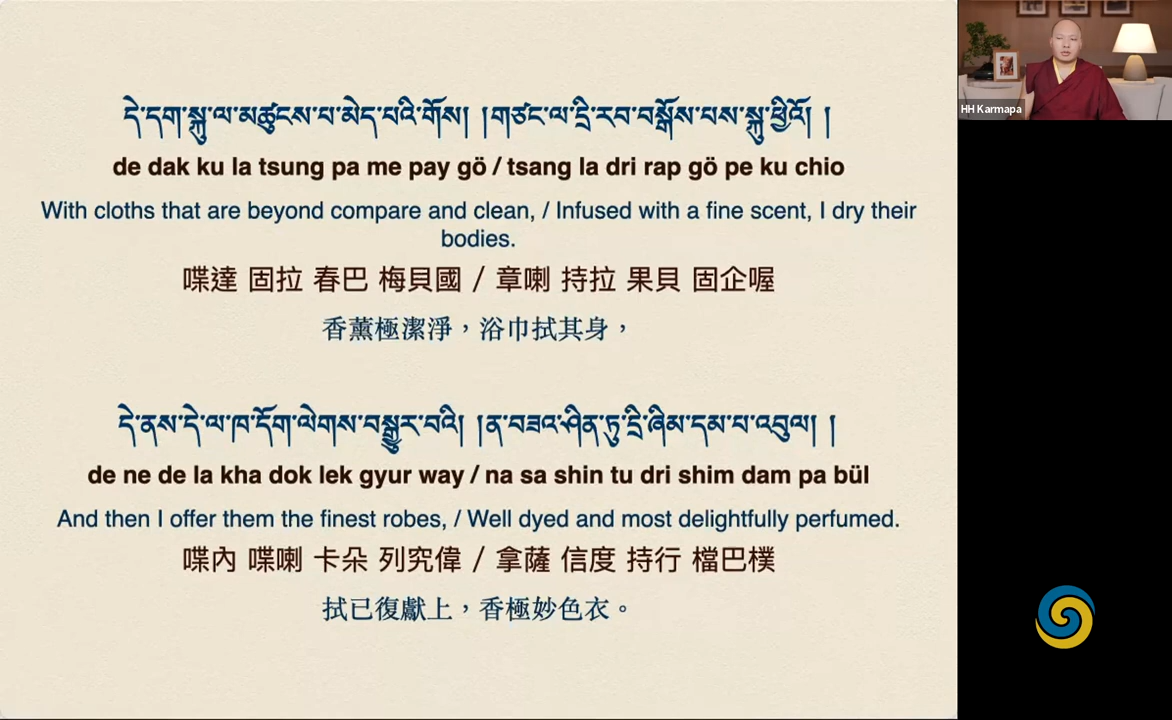 དེ་དག་སྐུ་ལ་མཚུངས་པ་མེད་པའི་གོས། །གཙང་ལ་དྲི་རབ་བསྒོས་པས་སྐུ་ཕྱིའོ། །
de dak ku la tsung pa me pay gö / tsang la dri rap gö pe ku chio
With cloths that are beyond compare and clean, / Infused with a fine scent, I dry their
bodies.
喋達 固拉 春巴 梅貝國 / 章喇 持拉 果貝 固企喔
香薰極潔淨，浴巾拭其身，
དེ་ནས་དེ་ལ་ཁ་དོག་ལེགས་བསྒྱུར་བའི། །ན་བཟའ་ཤིན་ཏུ་དྲི་ཞིམ་དམ་པ་འབུལ། །
de ne de la kha dok lek gyur way / na sa shin tu dri shim dam pa bül
And then I offer them the finest robes, / Well dyed and most delightfully perfumed.
喋內 喋喇 卡朵 列究偉 / 拿薩 信度 持行 檔巴樸
拭已復獻上，香極妙色衣。
HH Karmapa